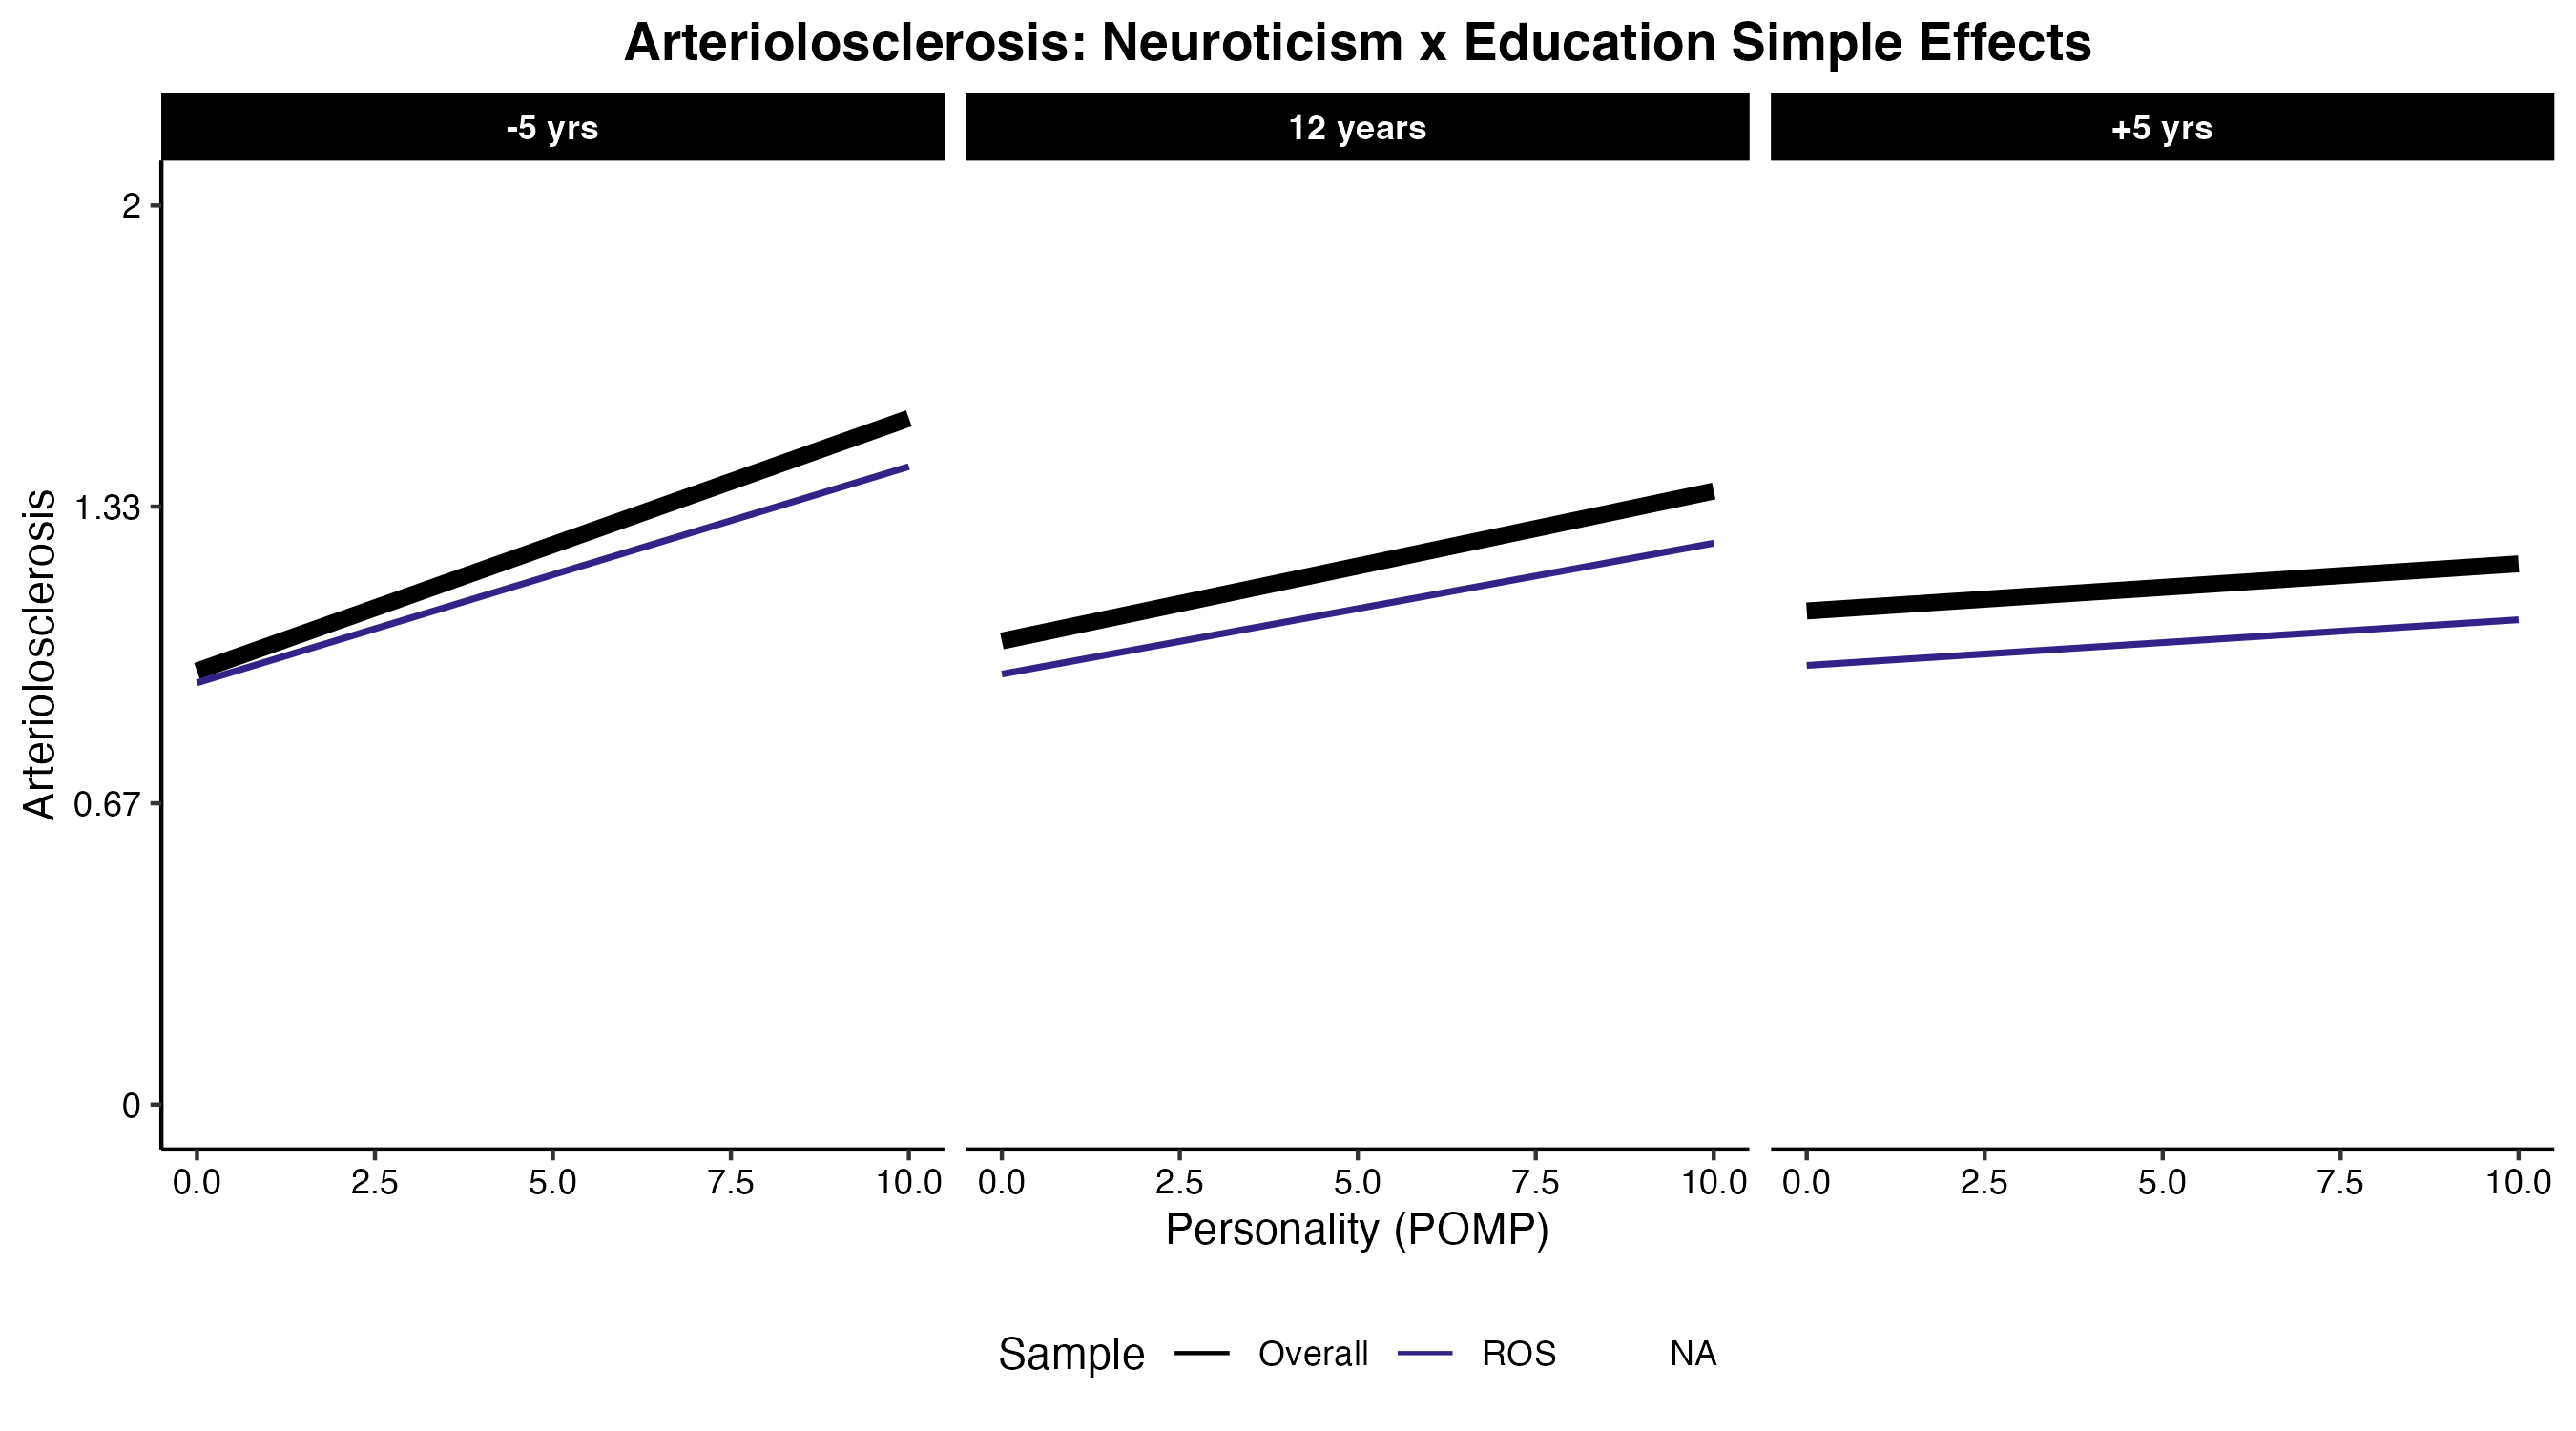 Arteriolosclerosis: Neuroticism x Education Simple Effects
-5 yrs
12 years
+5 yrs
Arteriolosclerosis
2
1.33
0.67
0
0.0 2.5 5.0 7.5 10.0
0.0 2.5 5.0 7.5 10.0
0.0 2.5 5.0 7.5 10.0
Personality (POMP)
Sample Overall ROS NA